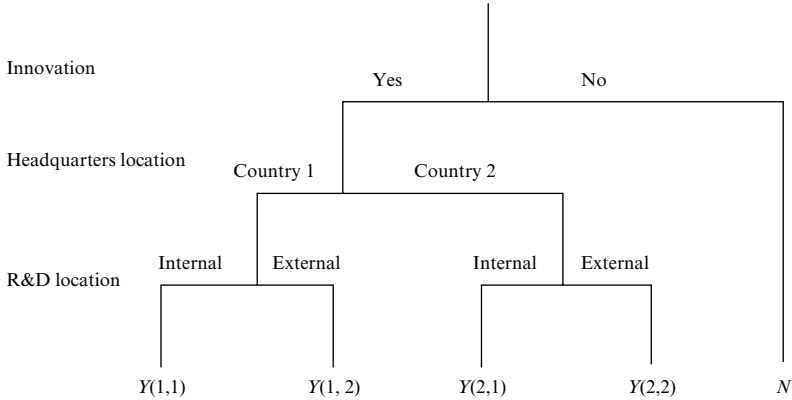 Innovation
Yes
No
Headquarters location
Country 1
Country 2
R&D location
Internal
External
Internal
External
Y(1,1)
Y(1, 2)
Y(2,1)
Y(2,2)
N